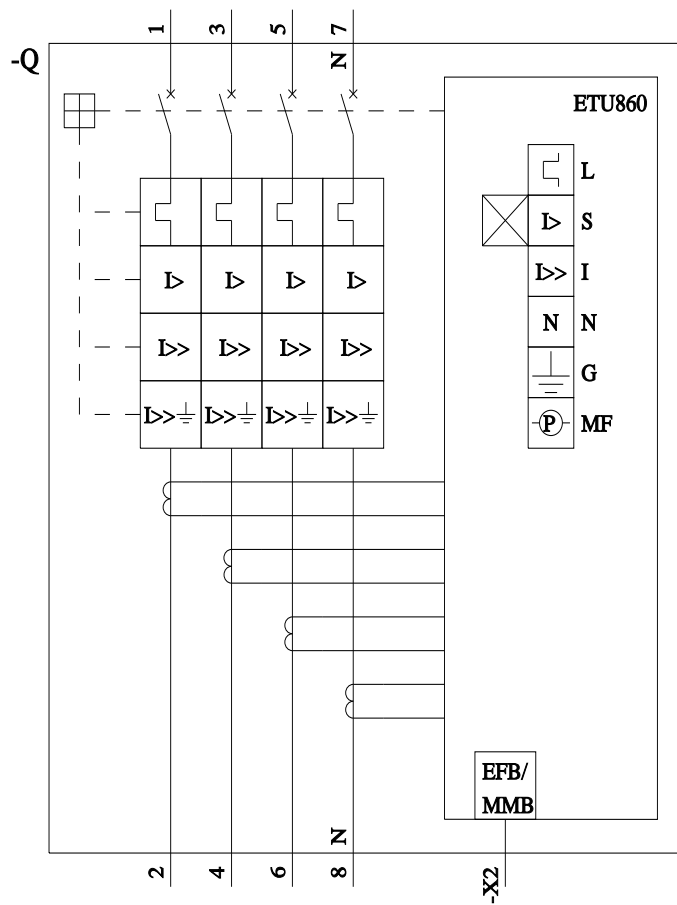 1 3 5 7
N
-Q
ETU860
L
I> S
I>> I
N N
G
P MF
I> I> I> I>
I>> I>> I>> I>>
I>> I>> I>> I>>
EFB/
MMB
N
2 4 6 8
-X2